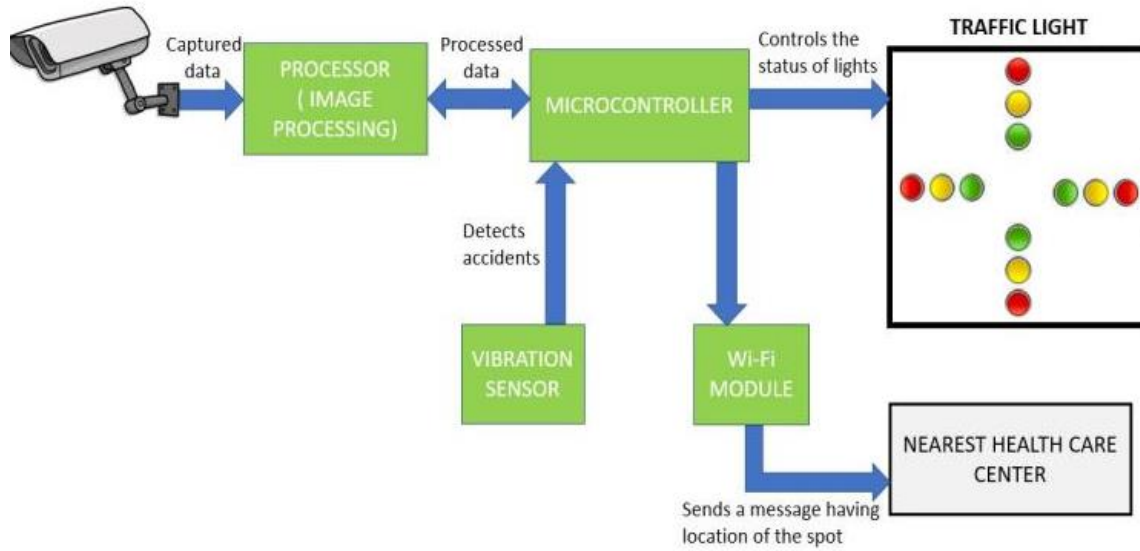 TRAFFIC LIGHT
Captured
data
PROCESSOR
( IMAGE
PROCESSING)
Processed
data
MICROCONTROLLER
Controls the
status of lights
Detects
accidents
VIBRATION
SENSOR
Wi-Fi
MODULE
NEAREST HEALTH CARE
CENTER
Sends a message having
location of the spot